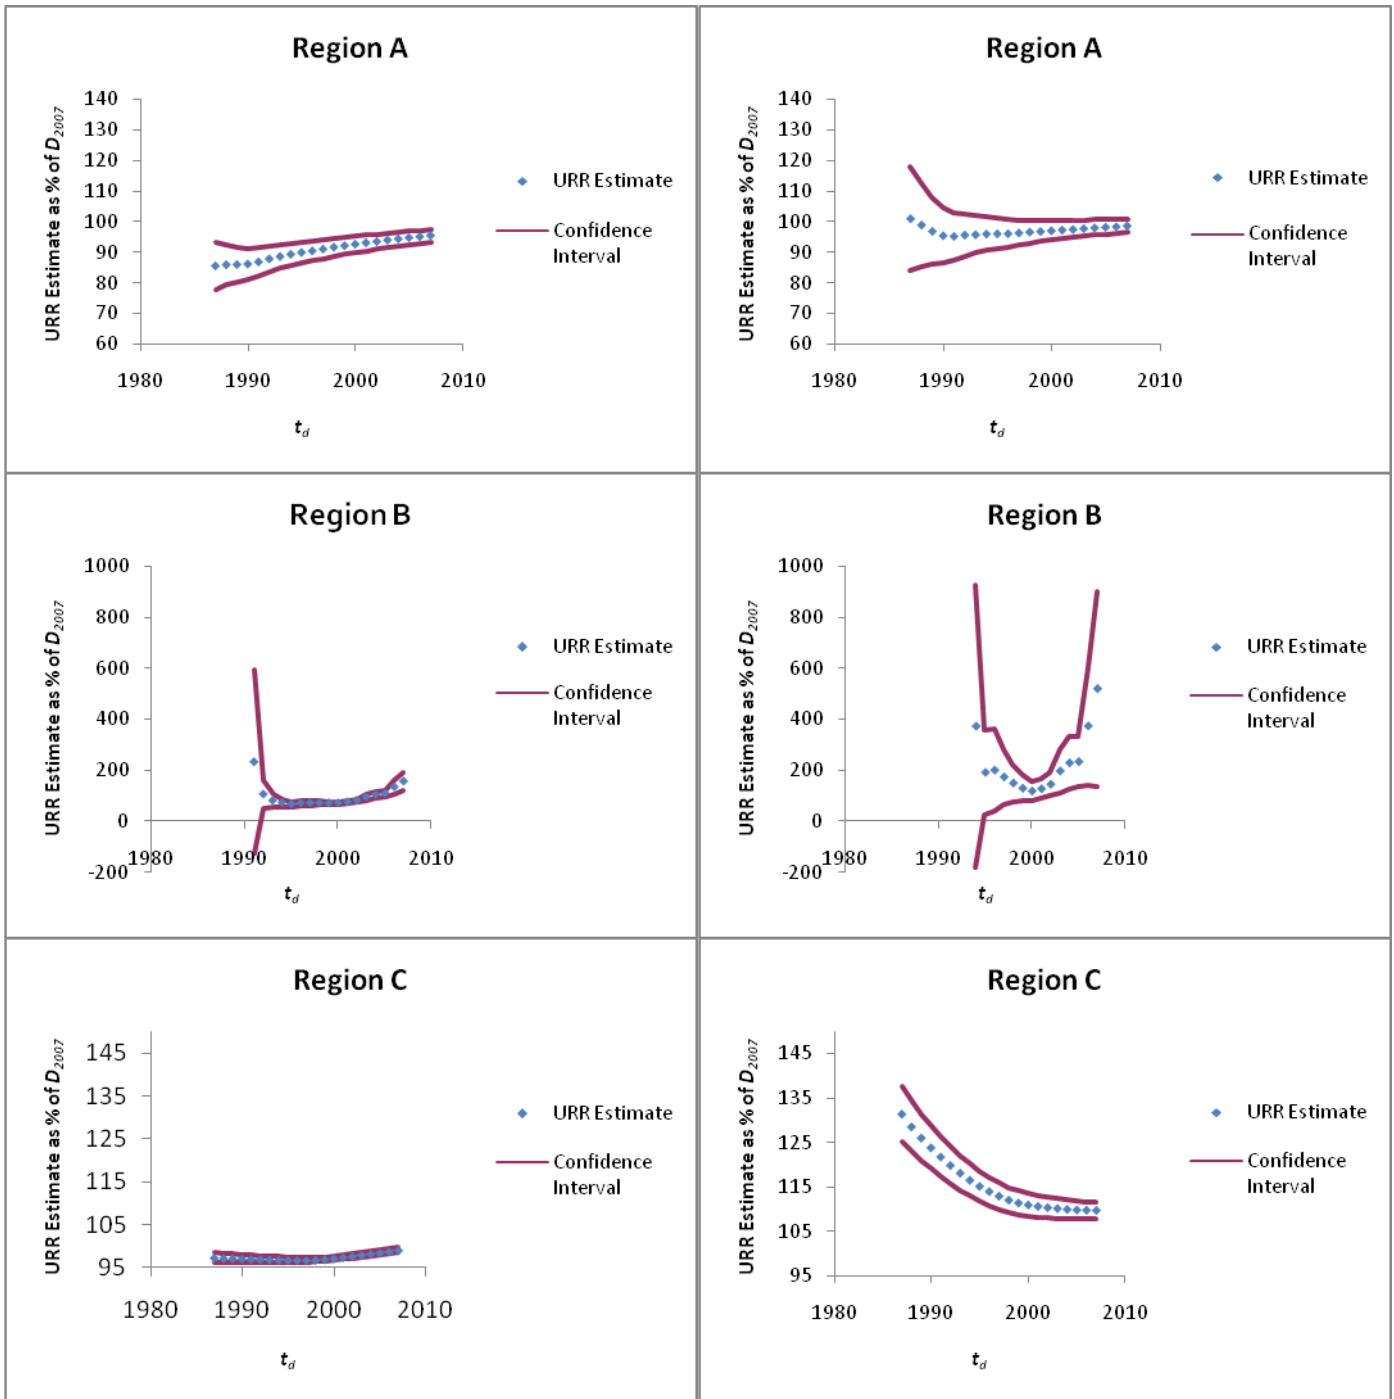 Region A
URR Estimate as % of D2007
140
130
120
110
100
90
80
70
60
1980
1990
2000
2010
td
URR Estimate
Confidence
Interval
Region A
URR Estimate as % of D2007
140
130
120
110
100
90
80
70
60
1980
1990
2000
2010
td
URR Estimate
Confidence
Interval
Region B
URR Estimate as % of D2007
1000
800
600
400
200
0
-200
1980
1990
2000
2010
td
URR Estimate
Confidence
Interval
Region B
URR Estimate as % of D2007
1000
800
600
400
200
0
-200
1980
1990
2000
2010
td
URR Estimate
Confidence
Interval
Region C
URR Estimate as % of D2007
145
135
125
115
105
95
1980
1990
2000
2010
td
URR Estimate
Confidence
Interval
Region C
URR Estimate as % of D2007
145
135
125
115
105
95
1980
1990
2000
2010
td
URR Estimate
Confidence
Interval